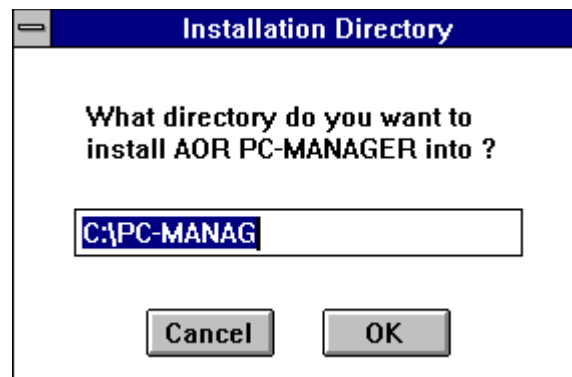 Installation Directory
What directory do you want to
install AOR PC-MANAGER into ?
C:\PC-MANAG
Cancel OK